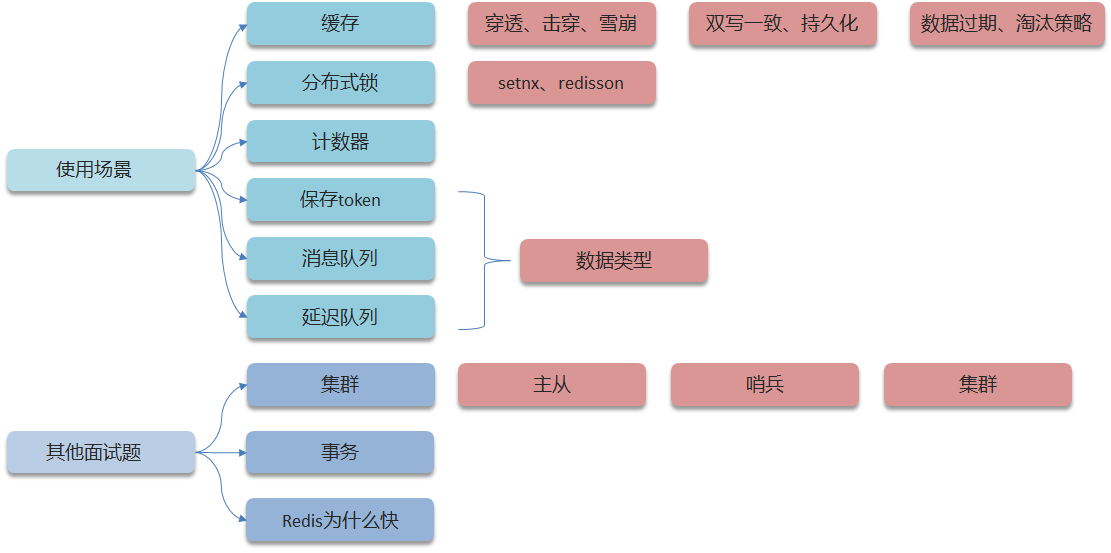 缓存
穿透、击穿、雪崩
双写一致、持久化
数据过期、淘汰策略
分布式锁
setnx、redisson
计数器
使用场景
保存token
消息队列
数据类型
延迟队列
集群
主从
哨兵
集群
其他面试题
事务
Redis为什么快